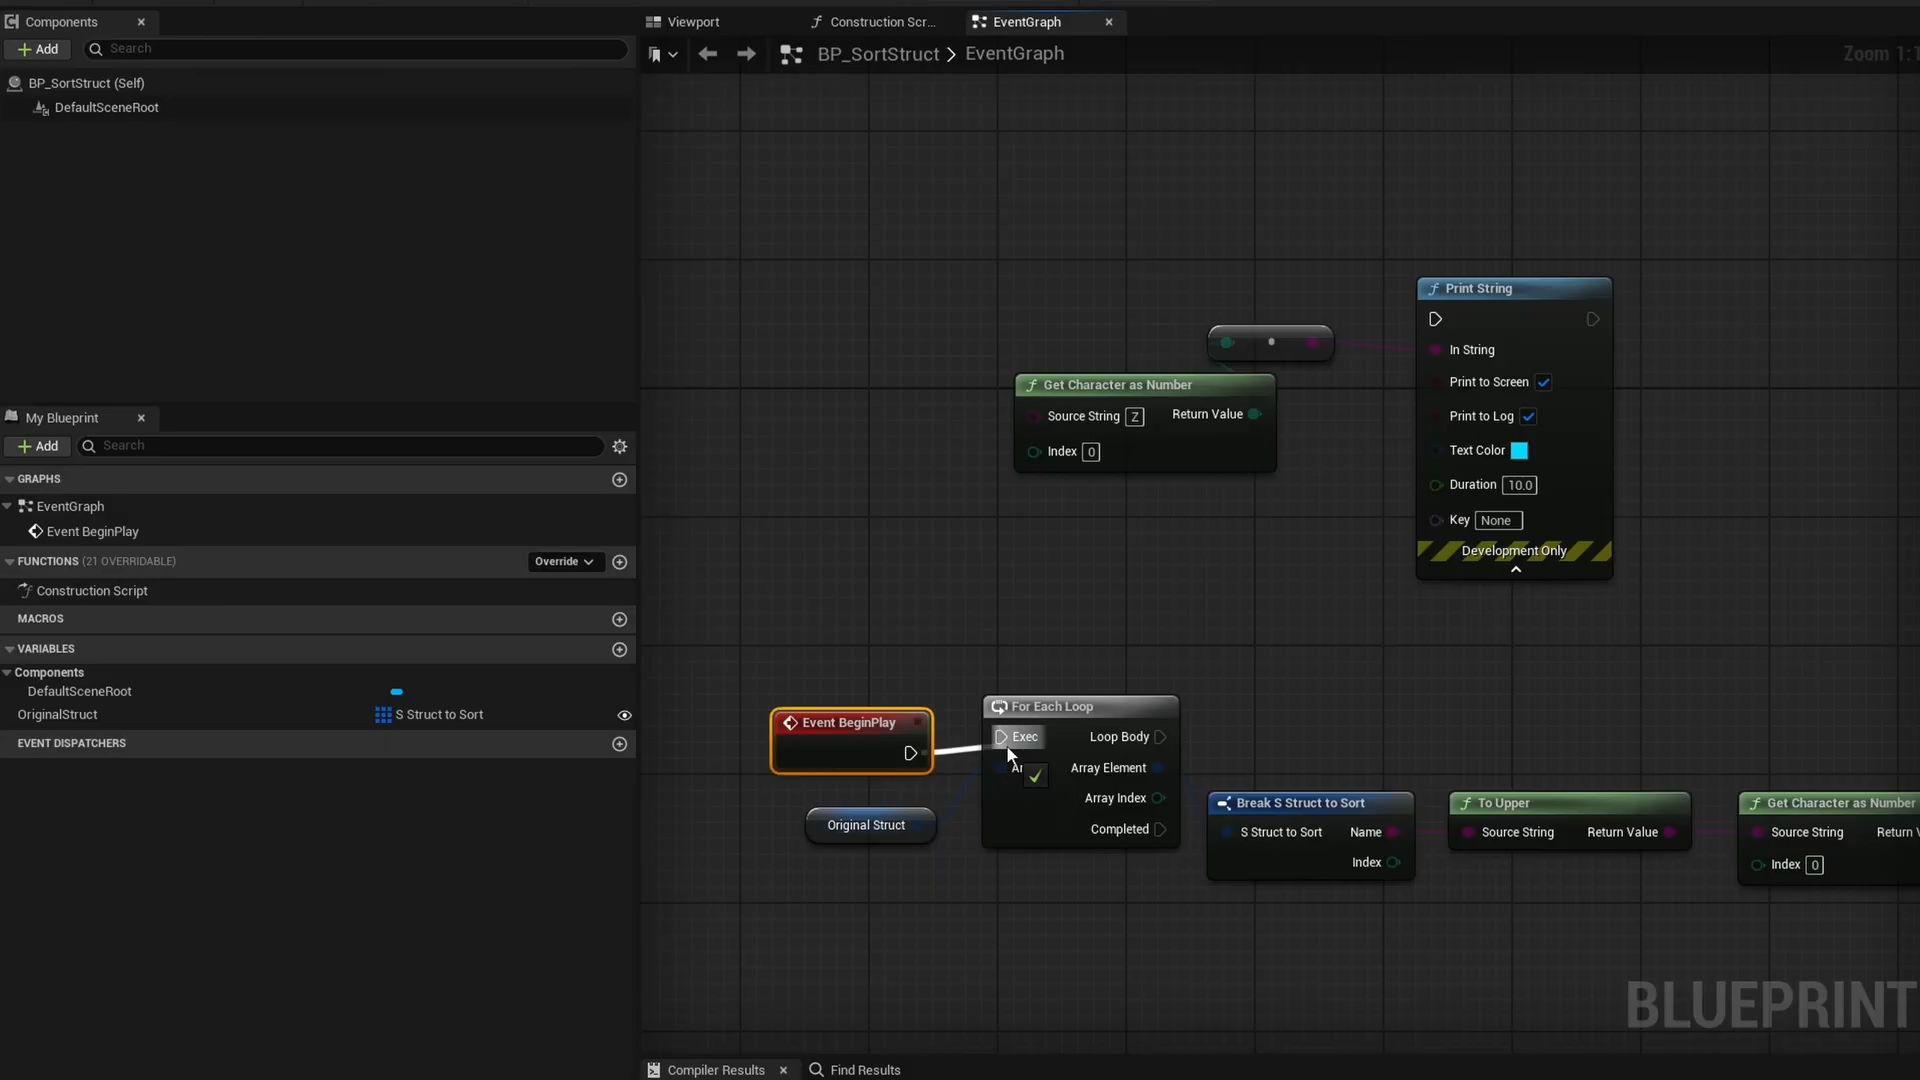 Components
Add
Search
BP_SortStruct (Self)
DefaultSceneRoot
My Blueprint
Add
Search
GRAPHS
EventGraph
Event BeginPlay
FUNCTIONS (21 OVERRIDABLE)
Override
Construction Script
MACROS
VARIABLES
Components
DefaultSceneRoot
OriginalStruct
S Struct to Sort
EVENT DISPATCHERS
Viewport
Construction Scr...
EventGraph
BP_SortStruct
EventGraph
Zoom 1:1
Print String
In String
Print to Screen
Print to Log
Text Color
Duration 10.0
Key None
Development Only
Get Character as Number
Source String Z
Return Value
Index 0
Event BeginPlay
Original Struct
For Each Loop
Exec
Loop Body
Ar
Array Element
Array Index
Completed
Break S Struct to Sort
S Struct to Sort
Name
Index
To Upper
Source String
Return Value
Get Character as Number
Source String
Return V
Index 0
BLUEPRINT
Compiler Results
Find Results